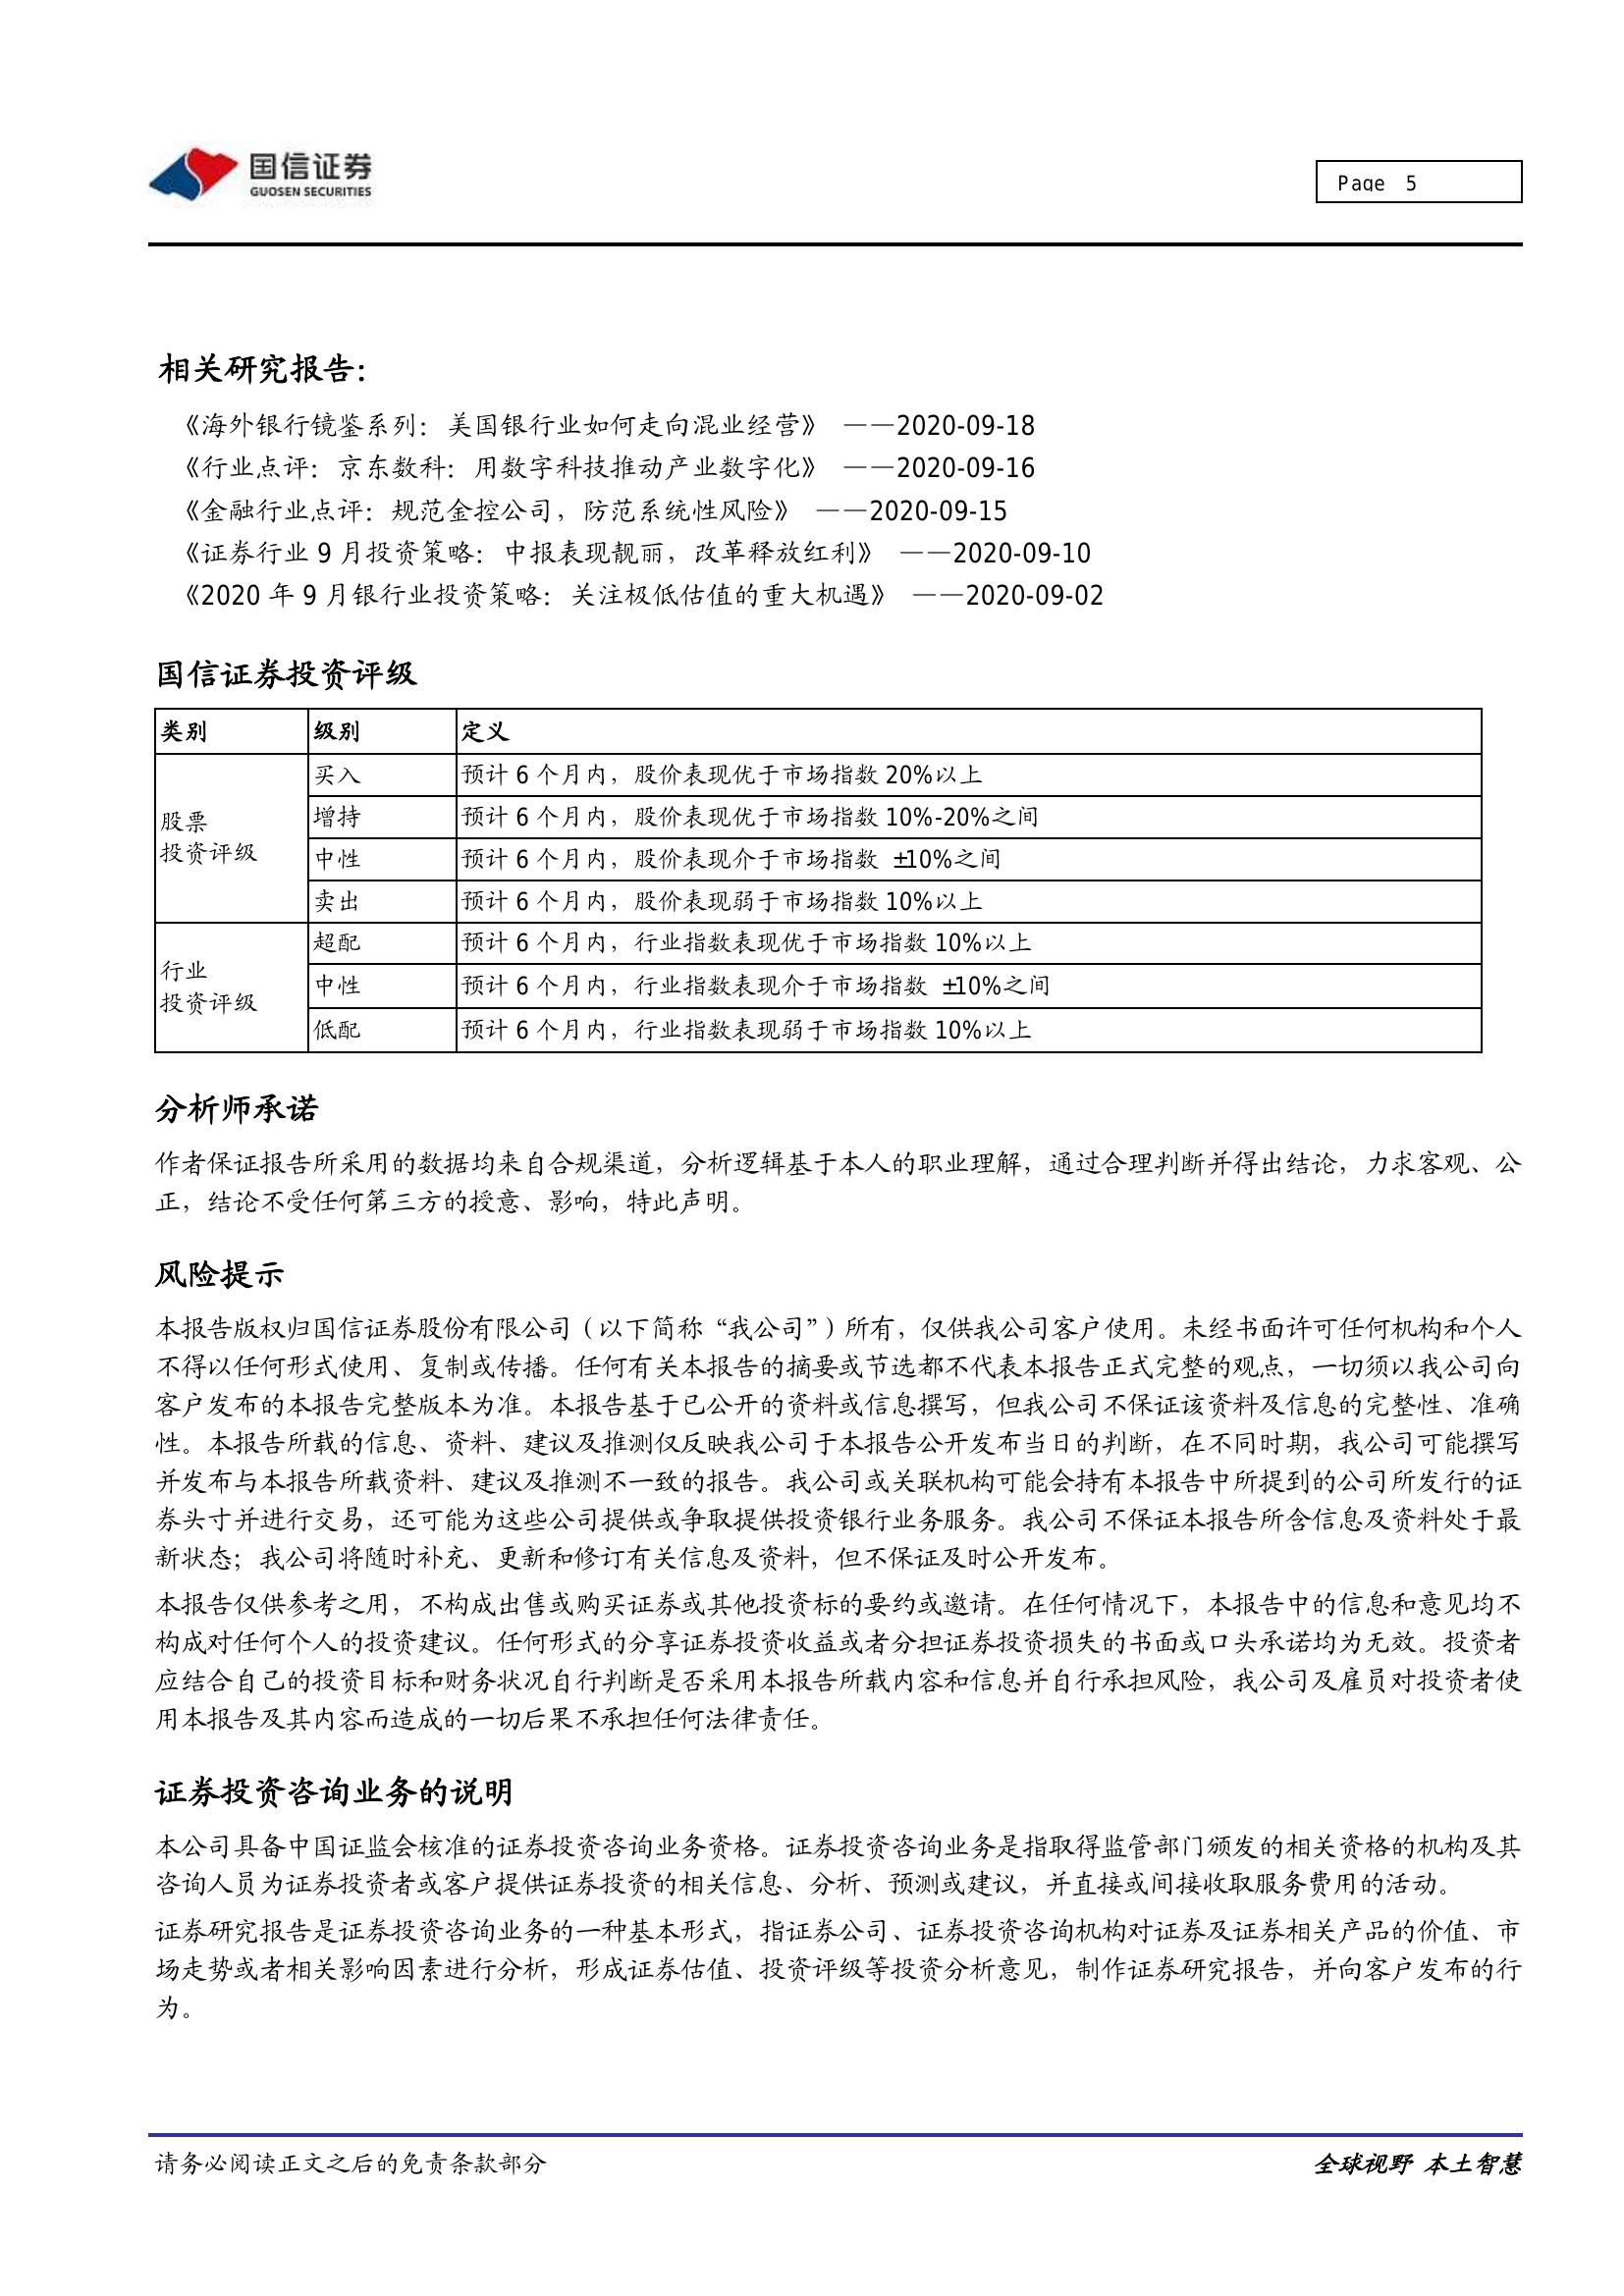 国信证券
GUOSEN SECURITIES
Page 5
相关研究报告：
《海外银行镜鉴系列：美国银行业如何走向混业经营》 ——2020-09-18
《行业点评：京东数科：用数字科技推动产业数字化》 ——2020-09-16
《金融行业点评：规范金控公司，防范系统性风险》 ——2020-09-15
《证券行业 9 月投资策略：中报表现靓丽，改革释放红利》 ——2020-09-10
《2020 年 9 月银行业投资策略：关注极低估值的重大机遇》 ——2020-09-02
国信证券投资评级
类别 级别 定义
股票
投资评级
买入 预计 6 个月内，股价表现优于市场指数 20%以上
增持 预计 6 个月内，股价表现优于市场指数 10%-20%之间
中性 预计 6 个月内，股价表现介于市场指数 ±10%之间
卖出 预计 6 个月内，股价表现弱于市场指数 10%以上
行业
投资评级
超配 预计 6 个月内，行业指数表现优于市场指数 10%以上
中性 预计 6 个月内，行业指数表现介于市场指数 ±10%之间
低配 预计 6 个月内，行业指数表现弱于市场指数 10%以上
分析师承诺
作者保证报告所采用的数据均来自合规渠道，分析逻辑基于本人的职业理解，通过合理判断并得出结论，力求客观、公
正，结论不受任何第三方的授意、影响，特此声明。
风险提示
本报告版权归国信证券股份有限公司（以下简称“我公司”）所有，仅供我公司客户使用。未经书面许可任何机构和个人
不得以任何形式使用、复制或传播。任何有关本报告的摘要或节选都不代表本报告正式完整的观点，一切须以我公司向
客户发布的本报告完整版本为准。本报告基于已公开的资料或信息撰写，但我公司不保证该资料及信息的完整性、准确
性。本报告所载的信息、资料、建议及推测仅反映我公司于本报告公开发布当日的判断，在不同时期，我公司可能撰写
并发布与本报告所载资料、建议及推测不一致的报告。我公司或关联机构可能会持有本报告中所提到的公司所发行的证
券头寸并进行交易，还可能为这些公司提供或争取提供投资银行业务服务。我公司不保证本报告所含信息及资料处于最
新状态；我公司将随时补充、更新和修订有关信息及资料，但不保证及时公开发布。
本报告仅供参考之用，不构成出售或购买证券或其他投资标的要约或邀请。在任何情况下，本报告中的信息和意见均不
构成对任何个人的投资建议。任何形式的分享证券投资收益或者分担证券投资损失的书面或口头承诺均为无效。投资者
应结合自己的投资目标和财务状况自行判断是否采用本报告所载内容和信息并自行承担风险，我公司及雇员对投资者使
用本报告及其内容而造成的一切后果不承担任何法律责任。
证券投资咨询业务的说明
本公司具备中国证监会核准的证券投资咨询业务资格。证券投资咨询业务是指取得监管部门颁发的相关资格的机构及其
咨询人员为证券投资者或客户提供证券投资的相关信息、分析、预测或建议，并直接或间接收取服务费用的活动。
证券研究报告是证券投资咨询业务的一种基本形式，指证券公司、证券投资咨询机构对证券及证券相关产品的价值、市
场走势或者相关影响因素进行分析，形成证券估值、投资评级等投资分析意见，制作证券研究报告，并向客户发布的行
为。
请务必阅读正文之后的免责条款部分
全球视野 本土智慧